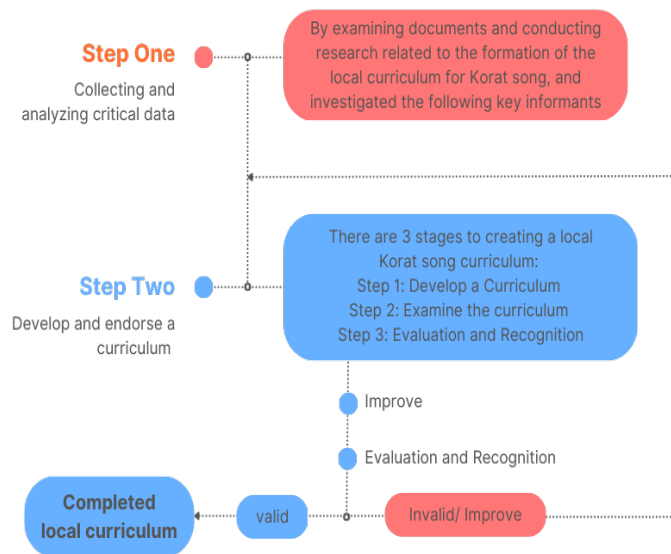 Step One
Collecting and
analyzing critical data
By examining documents and conducting
research related to the formation of the
local curriculum for Korat song, and
investigated the following key informants
Step Two
Develop and endorse a
curriculum
There are 3 stages to creating a local
Korat song curriculum:
Step 1: Develop a Curriculum
Step 2: Examine the curriculum
Step 3: Evaluation and Recognition
Improve
Evaluation and Recognition
Completed
local curriculum
valid
Invalid/ Improve